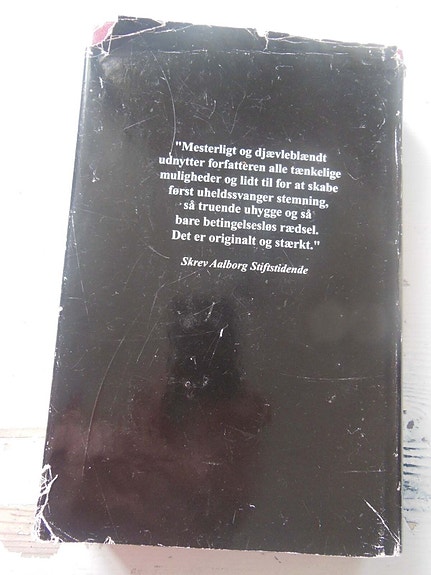 "Mesterligt og djævleblændt
udnytter forfatteren alle tænkelige
muligheder og lidt til for at skabe
først uheldssvanger stemning,
så truende uhygge og så
bare betingelsesløs rædsel.
Det er originalt og stærkt."
Skrev Aalborg Stiftstidende